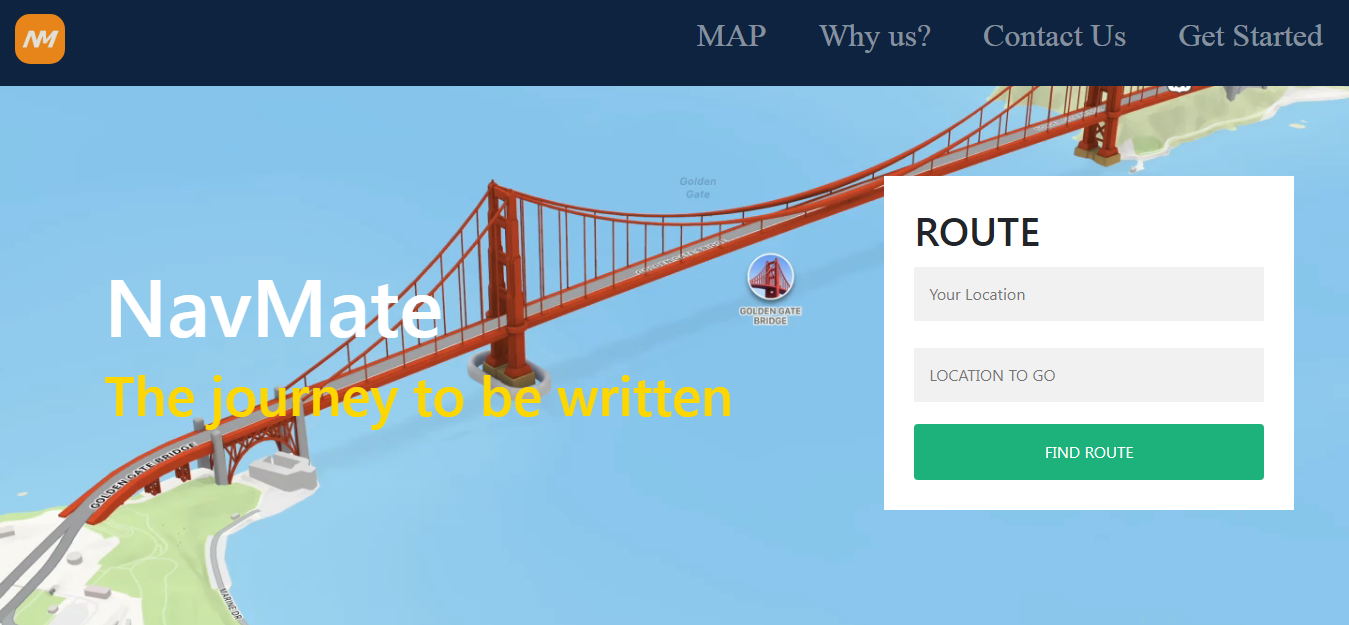 NM
MAP
Why us?
Contact Us
Get Started
Golden
Gate
GOLDEN GATE BRIDGE
ROUTE
Your Location
NavMate
GOLDEN GATE
BRIDGE
LOCATION TO GO
The journey to be written
FIND ROUTE
GOLDEN GATE BRIDGE
MARINE DR